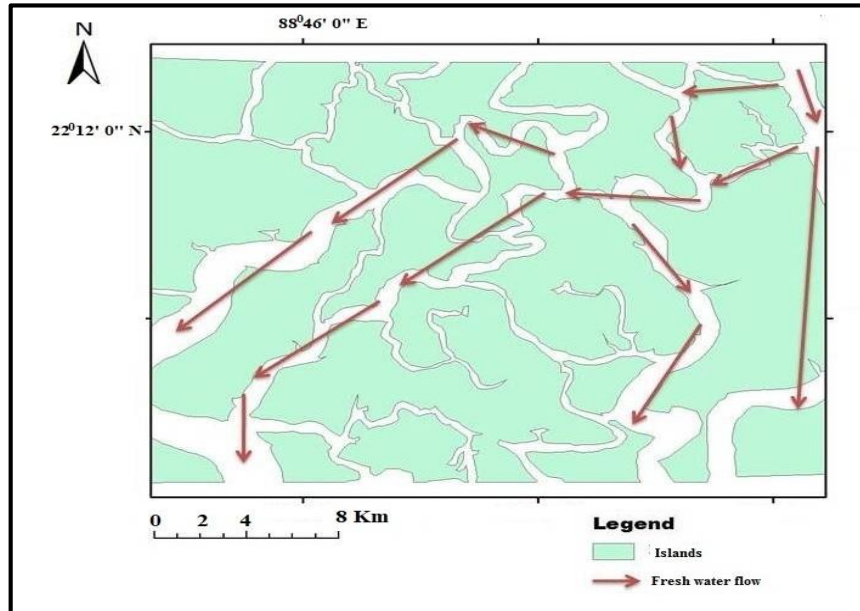 N
88⁰46' 0" E
22⁰12' 0" N
0 2 4 8 Km
Legend
Islands
Fresh water flow